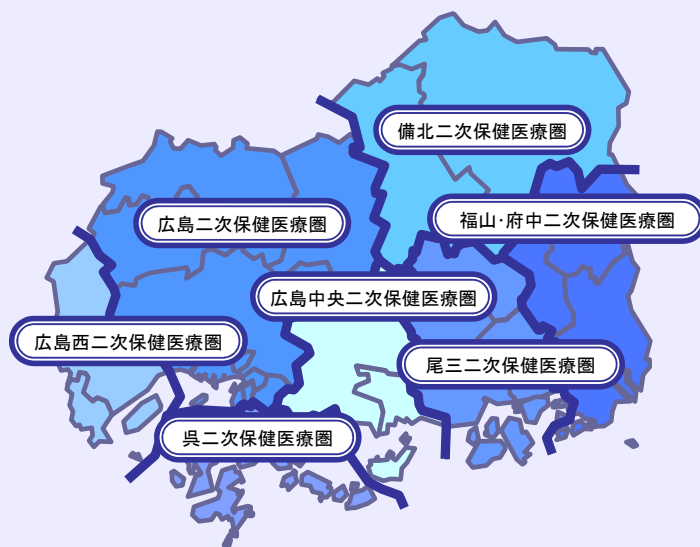 備北二次保健医療圏
福山･府中二次保健医療圏
広島二次保健医療圏
広島中央二次保健医療圏
広島西二次保健医療圏
尾三二次保健医療圏
呉二次保健医療圏